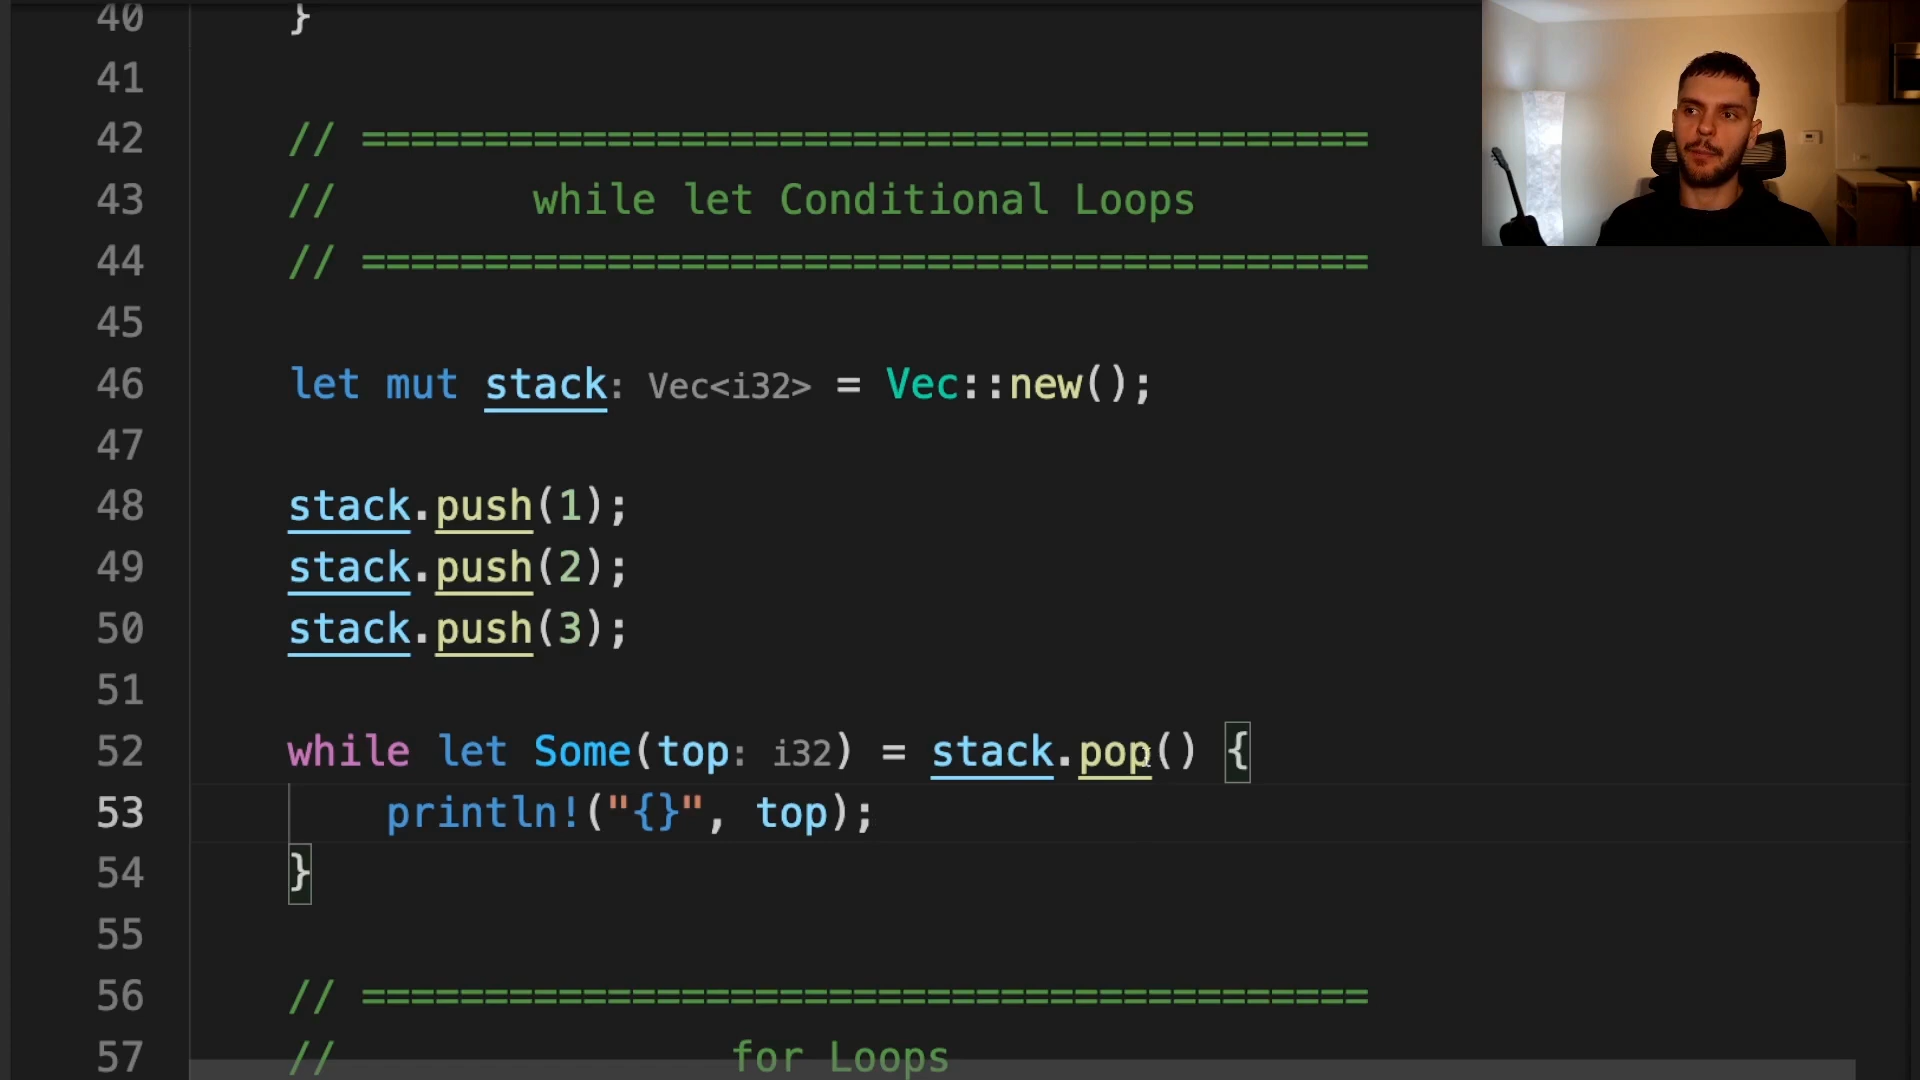 40 }
41
42 // =========================================
43 // while let Conditional Loops
44 // =========================================
45
46 let mut stack: Vec<i32> = Vec::new();
47
48 stack.push(1);
49 stack.push(2);
50 stack.push(3);
51
52 while let Some(top: i32) = stack.pop() {
53 println!("{}", top);
54 }
55
56 // =========================================
57 // for Loops